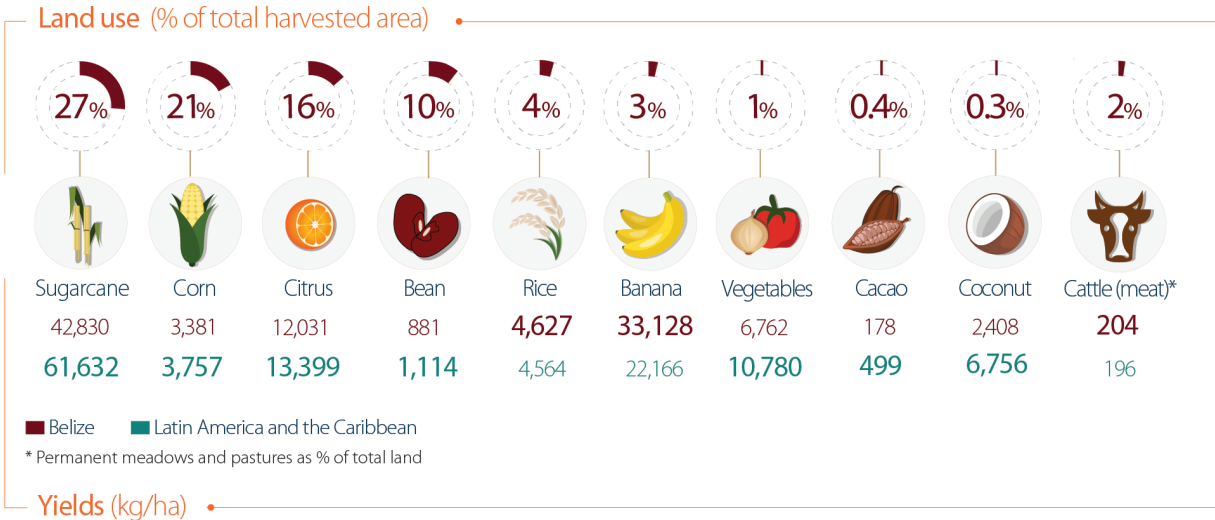 Land use (% of total harvested area)
27% 21% 16% 10% 4% 3% 1% 0.4% 0.3% 2%
Sugarcane Corn Citrus Bean Rice Banana Vegetables Cacao Coconut Cattle (meat)*
42,830 3,381 12,031 881 4,627 33,128 6,762 178 2,408 204
61,632 3,757 13,399 1,114 4,564 22,166 10,780 499 6,756 196
Belize Latin America and the Caribbean
* Permanent meadows and pastures as % of total land
Yields (kg/ha)